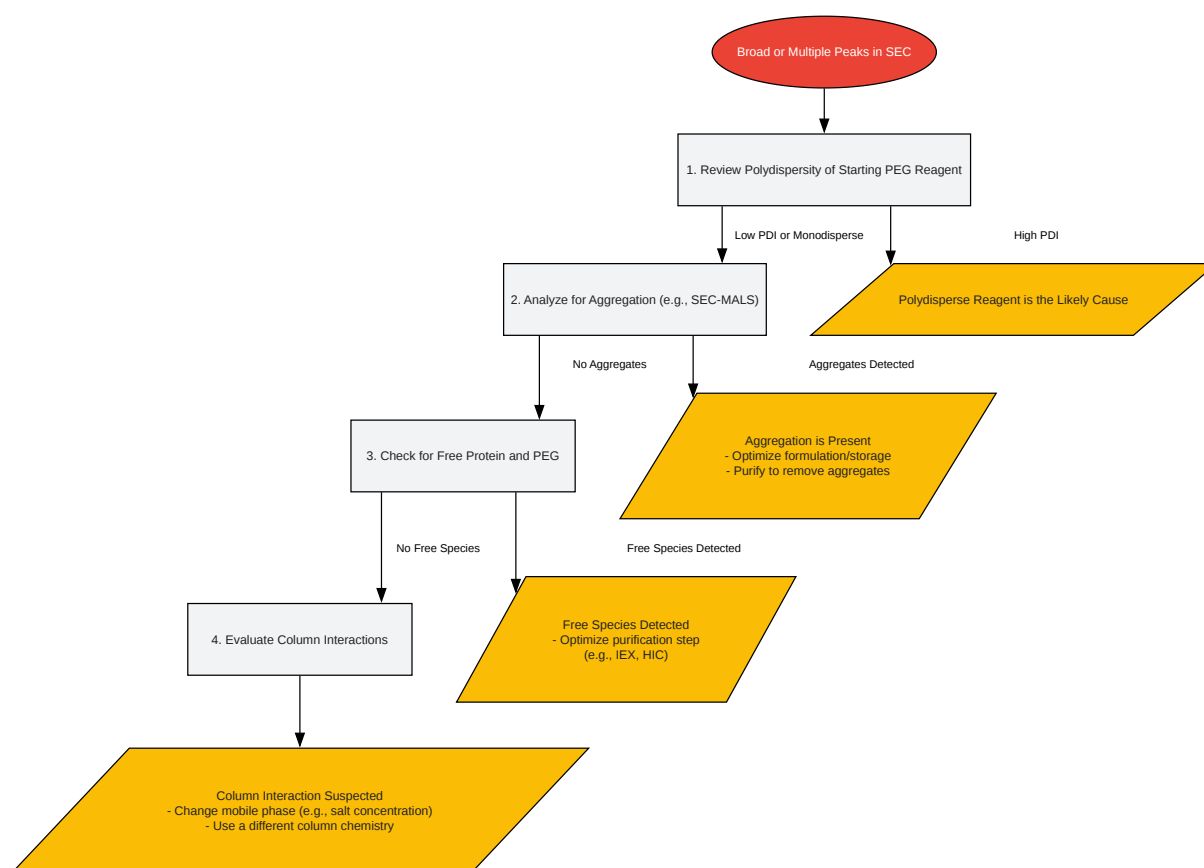 Broad or Multiple Peaks in SEC
1. Review Polydispersity of Starting PEG Reagent
Low PDI or Monodisperse
High PDI
2. Analyze for Aggregation (e.g., SEC-MALS)
Polydisperse Reagent is the Likely Cause
No Aggregates
Aggregates Detected
3. Check for Free Protein and PEG
Aggregation is Present
- Optimize formulation/storage
- Purify to remove aggregates
No Free Species
Free Species Detected
4. Evaluate Column Interactions
Free Species Detected
- Optimize purification step
(e.g., IEX, HIC)
Column Interaction Suspected
- Change mobile phase (e.g., salt concentration)
- Use a different column chemistry